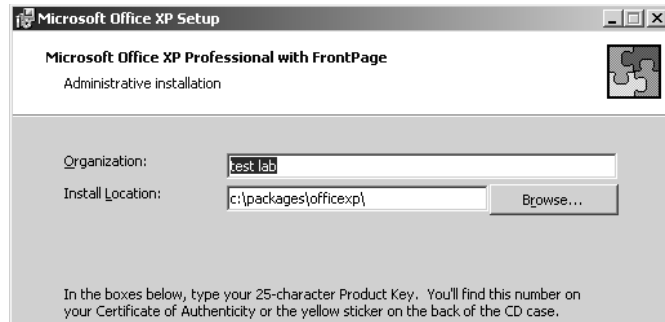 Microsoft Office XP Setup
Microsoft Office XP Professional with FrontPage
Administrative installation
Organization:
test lab
Install Location:
c:\packages\officexp\
Browse...
In the boxes below, type your 25-character Product Key. You'll find this number on
your Certificate of Authenticity or the yellow sticker on the back of the CD case.